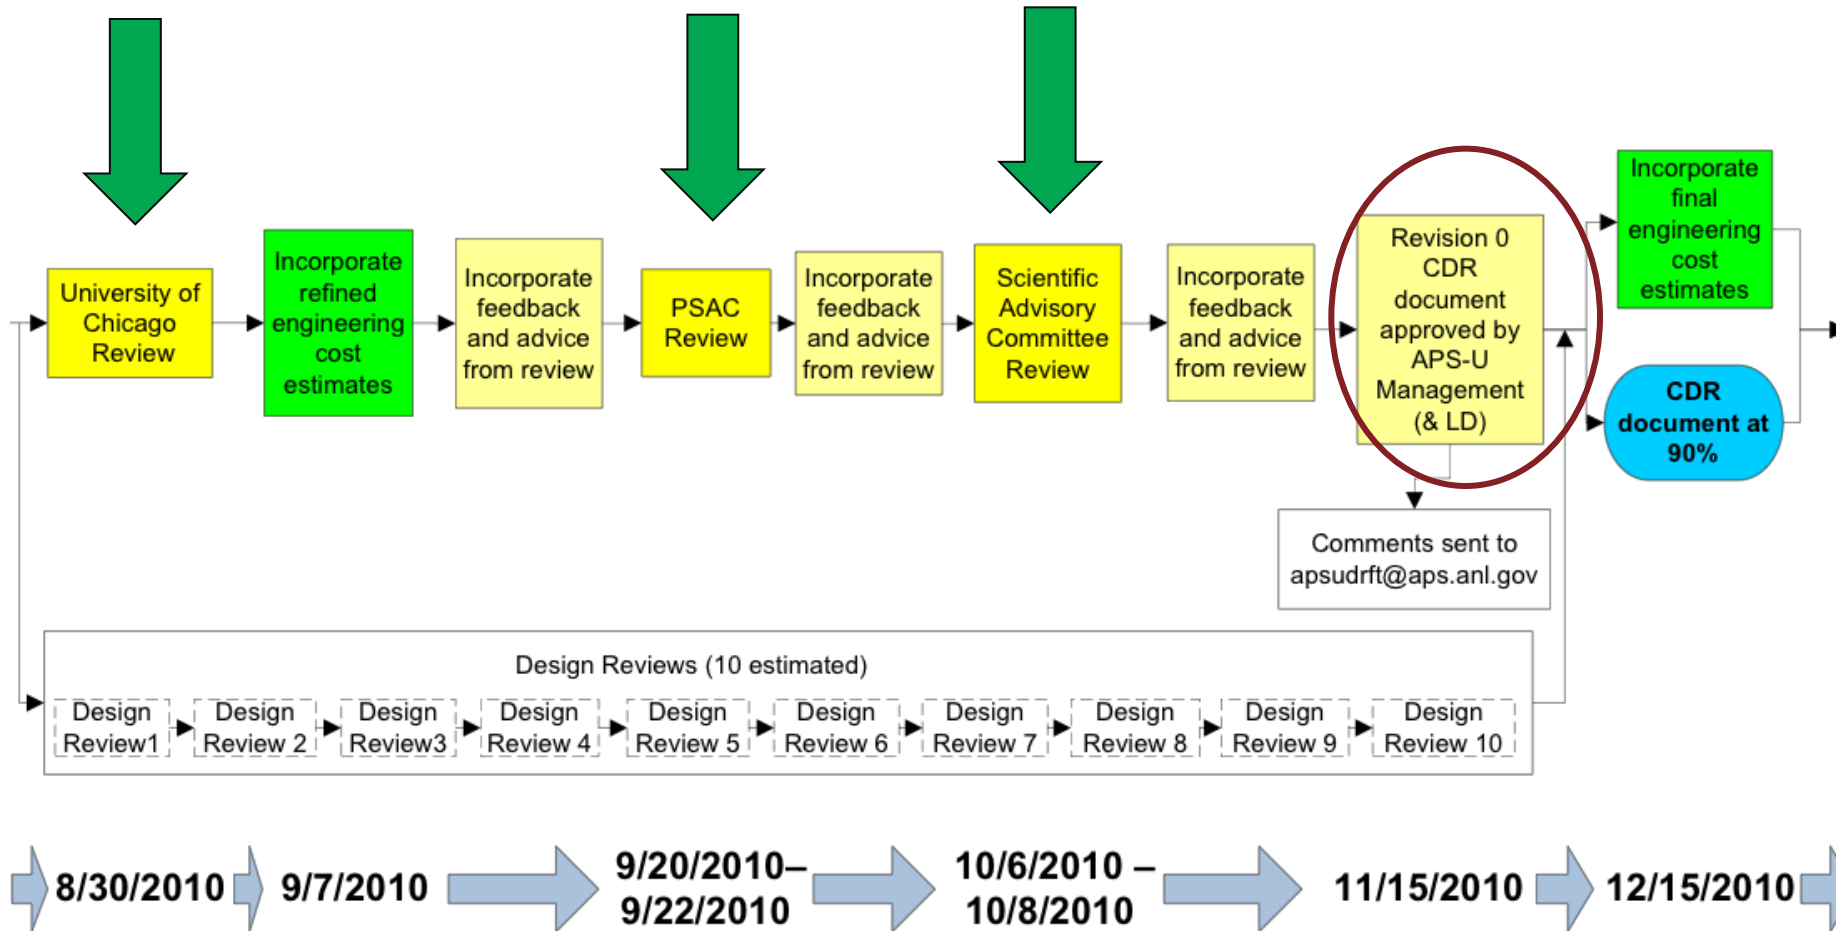 University of
Chicago
Review
Incorporate
refined
engineering
cost
estimates
Incorporate
feedback
and advice
from review
PSAC
Review
Incorporate
feedback
and advice
from review
Scientific
Advisory
Committee
Review
Incorporate
feedback
and advice
from review
Revision 0
CDR
document
approved by
APS-U
Management
(& LD)
Incorporate
final
engineering
cost
estimates
CDR
document at
90%
Comments sent to
apsudrft@aps.anl.gov
Design Reviews (10 estimated)
Design
Review1
Design
Review 2
Design
Review3
Design
Review 4
Design
Review 5
Design
Review 6
Design
Review 7
Design
Review 8
Design
Review 9
Design
Review 10
8/30/2010
9/7/2010
9/20/2010–
9/22/2010
10/6/2010 –
10/8/2010
11/15/2010
12/15/2010